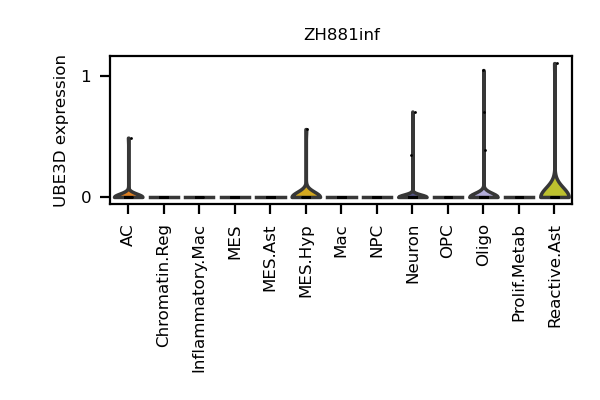 ZH881inf
UBE3D expression
1
0
AC
Chromatin.Reg
Inflammatory.Mac
MES
MES.Ast
MES.Hyp
Mac
NPC
Neuron
OPC
Oligo
Prolif.Metab
Reactive.Ast